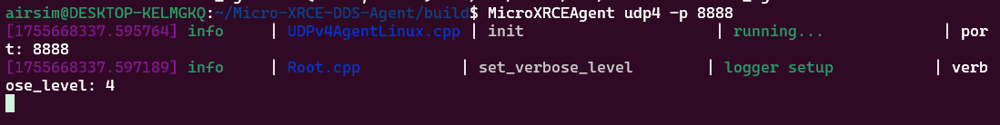 airsim@DESKTOP-KELMGKQ:~/Micro-XRCE-DDS-Agent/build$ MicroXRCEAgent udp4 -p 8888
[1755668337.595764] info | UDPv4AgentLinux.cpp | init | running... | por
t: 8888
[1755668337.597189] info | Root.cpp | set_verbose_level | logger setup | verb
ose_level: 4